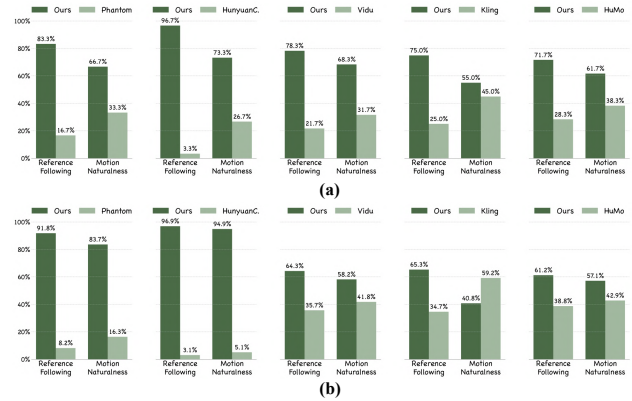 Ours Phantom Ours HunyuanC. Ours Vidu Ours Kling Ours HuMo
100%
80%
60%
40%
20%
0%
83.3% 16.7% 66.7% 33.3%
96.7% 3.3% 73.3% 26.7%
78.3% 21.7% 68.3% 31.7%
75.0% 25.0% 55.0% 45.0%
71.7% 28.3% 61.7% 38.3%
Reference Motion Reference Motion Reference Motion Reference Motion Reference Motion
Following Naturalness Following Naturalness Following Naturalness Following Naturalness Following Naturalness
(a)
Ours Phantom Ours HunyuanC. Ours Vidu Ours Kling Ours HuMo
100%
80%
60%
40%
20%
0%
91.8% 8.2% 83.7% 16.3%
96.9% 3.1% 94.9% 5.1%
64.3% 35.7% 58.2% 41.8%
65.3% 34.7% 40.8% 59.2%
61.2% 38.8% 57.1% 42.9%
Reference Motion Reference Motion Reference Motion Reference Motion Reference Motion
Following Naturalness Following Naturalness Following Naturalness Following Naturalness Following Naturalness
(b)